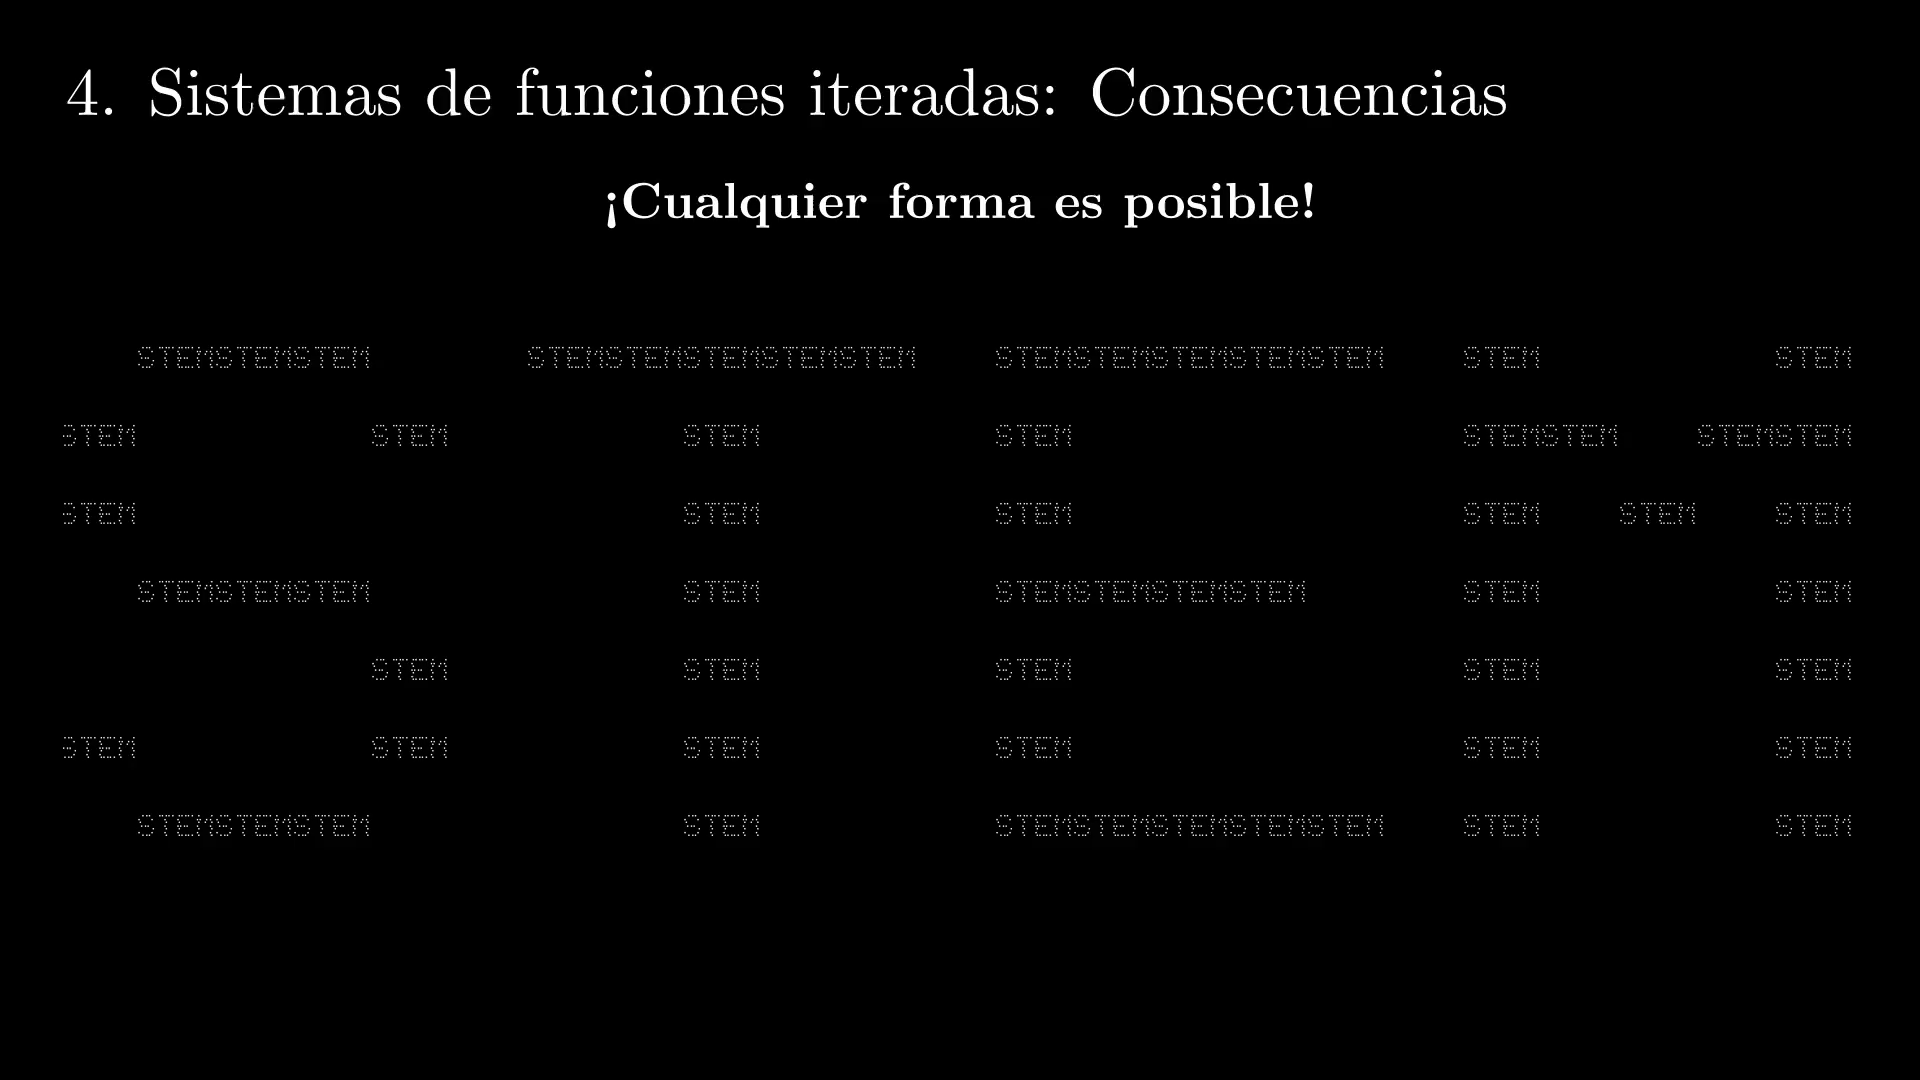 4. Sistemas de funciones iteradas: Consecuencias
¡Cualquier forma es posible!
STEMSTEMSTEM STEMSTEMSTEMSTEMSTEM STEMSTEMSTEMSTEMSTEM STEM STEM
STEM STEM STEM STEM STEMSTEM STEMSTEM
STEM STEM STEM STEM STEM STEM
STEMSTEMSTEM STEM STEMSTEMSTEMSTEM STEM STEM
STEM STEM STEM STEM STEM
STEM STEM STEM STEM STEM STEM
STEMSTEMSTEM STEM STEMSTEMSTEMSTEMSTEM STEM STEM